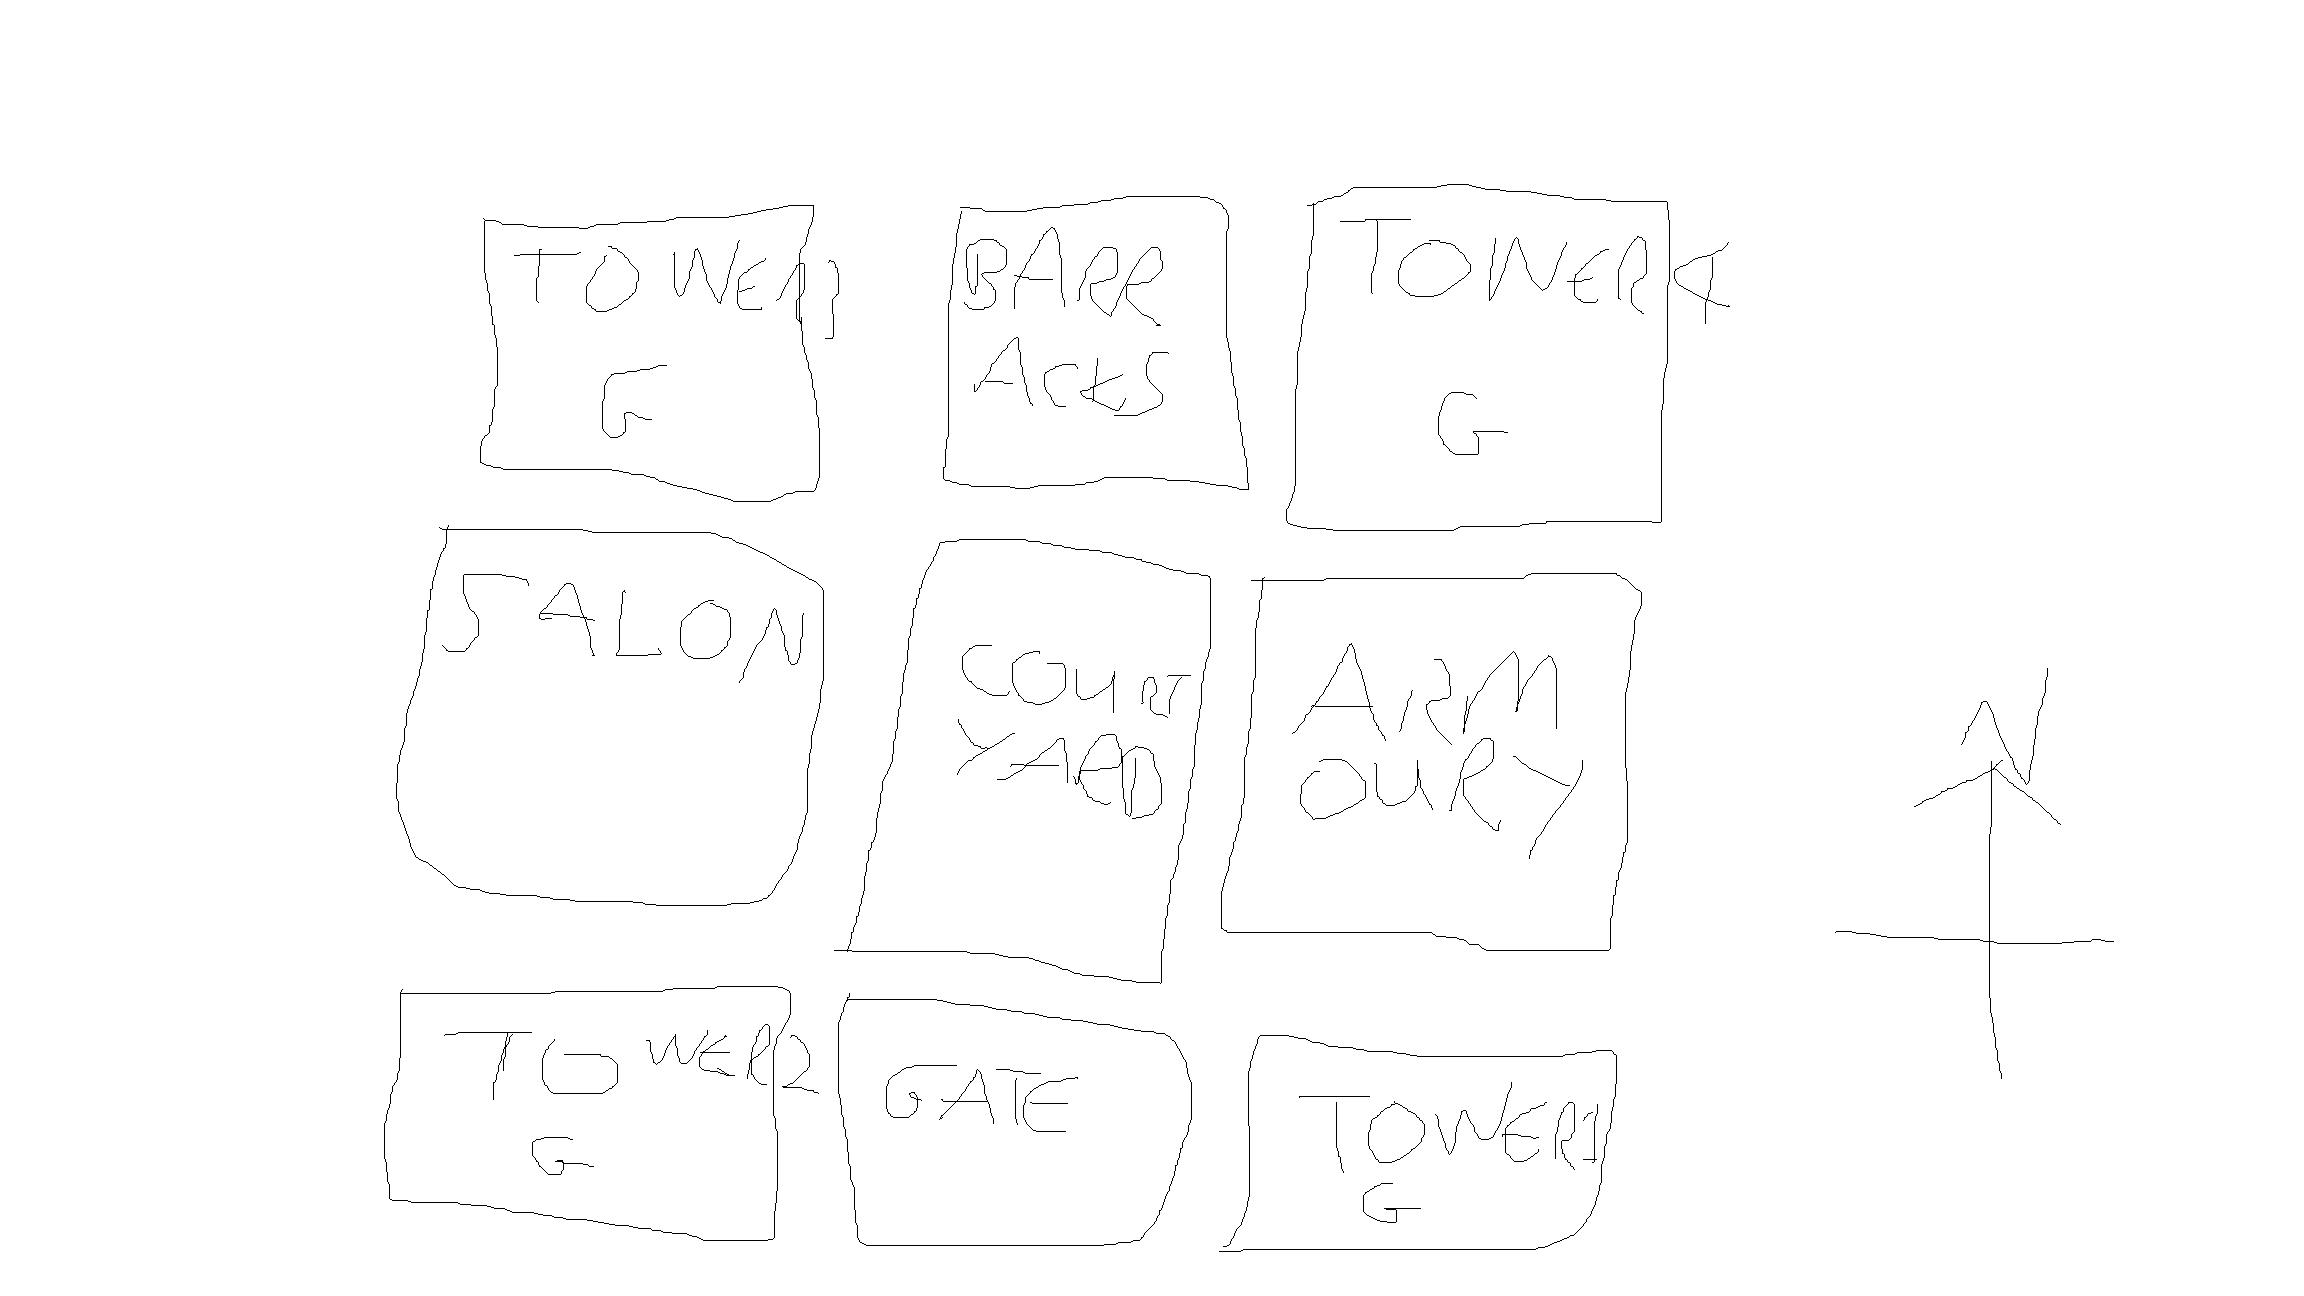 TOWER3
G
BARR
ACKS
TOWER4
G
SALON
COURT
YARD
ARM
OURY
N
TOWER2
G
GATE
TOWER1
G